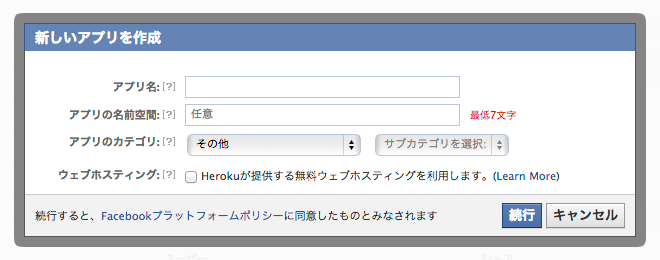 新しいアプリを作成
アプリ名: [?]
アプリの名前空間: [?] 任意 最低7文字
アプリのカテゴリ: [?] その他 サブカテゴリを選択:
ウェブホスティング: [?] Herokuが提供する無料ウェブホスティングを利用します。(Learn More)
続行すると、Facebookプラットフォームポリシーに同意したものとみなされます 続行 キャンセル